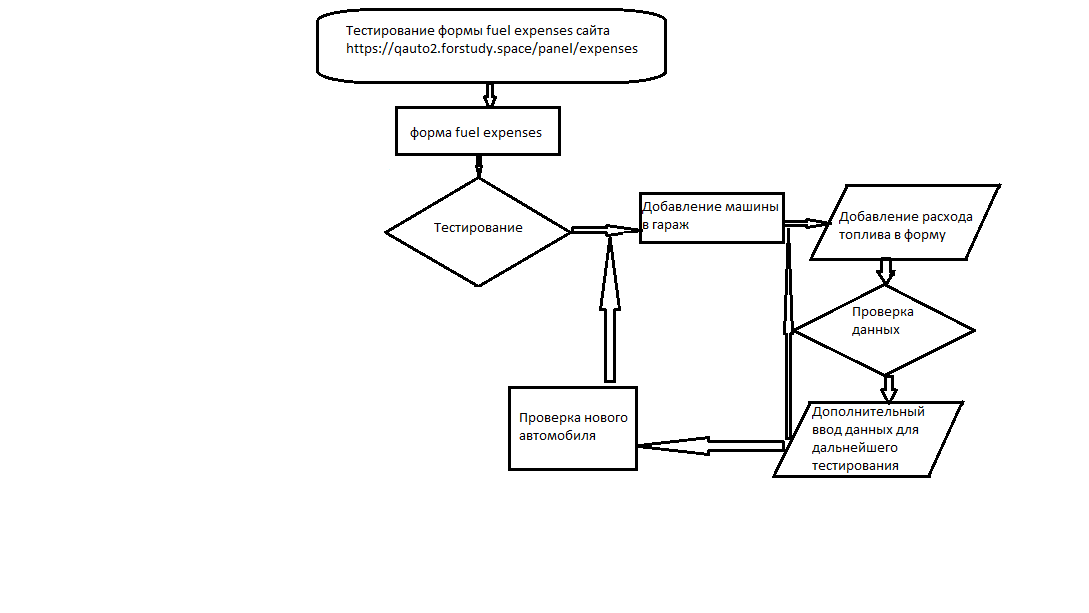 Тестирование формы fuel expenses сайта
https://qauto2.forstudy.space/panel/expenses
форма fuel expenses
Тестирование
Добавление машины
в гараж
Добавление расхода
топлива в форму
Проверка
данных
Дополнительный
ввод данных для
дальнейшего
тестирования
Проверка нового
автомобиля